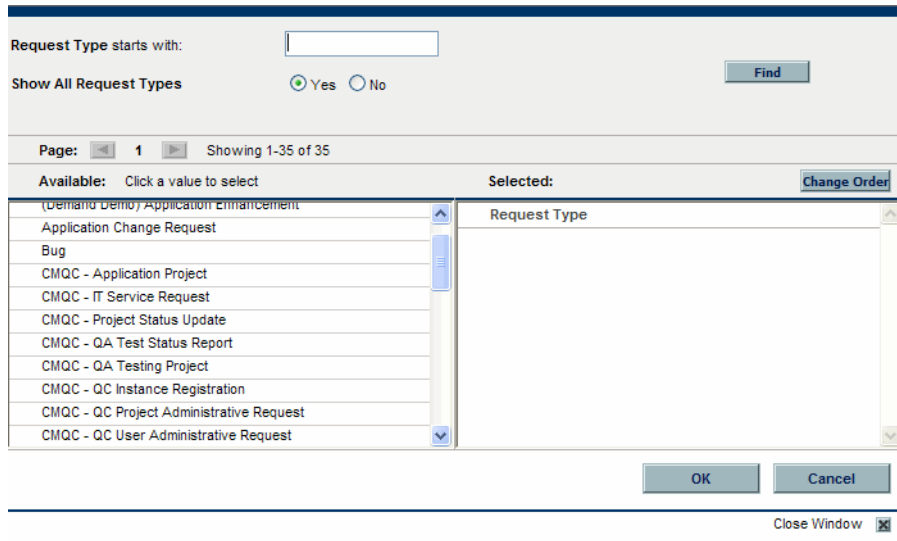 Request Type starts with:
Show All Request Types Yes No
Find
Page: 1 Showing 1-35 of 35
Available: Click a value to select Selected: Change Order
(Demand Demo) Application Enhancement Request Type
Application Change Request
Bug
CMQC - Application Project
CMQC - IT Service Request
CMQC - Project Status Update
CMQC - QA Test Status Report
CMQC - QA Testing Project
CMQC - QC Instance Registration
CMQC - QC Project Administrative Request
CMQC - QC User Administrative Request
OK Cancel
Close Window